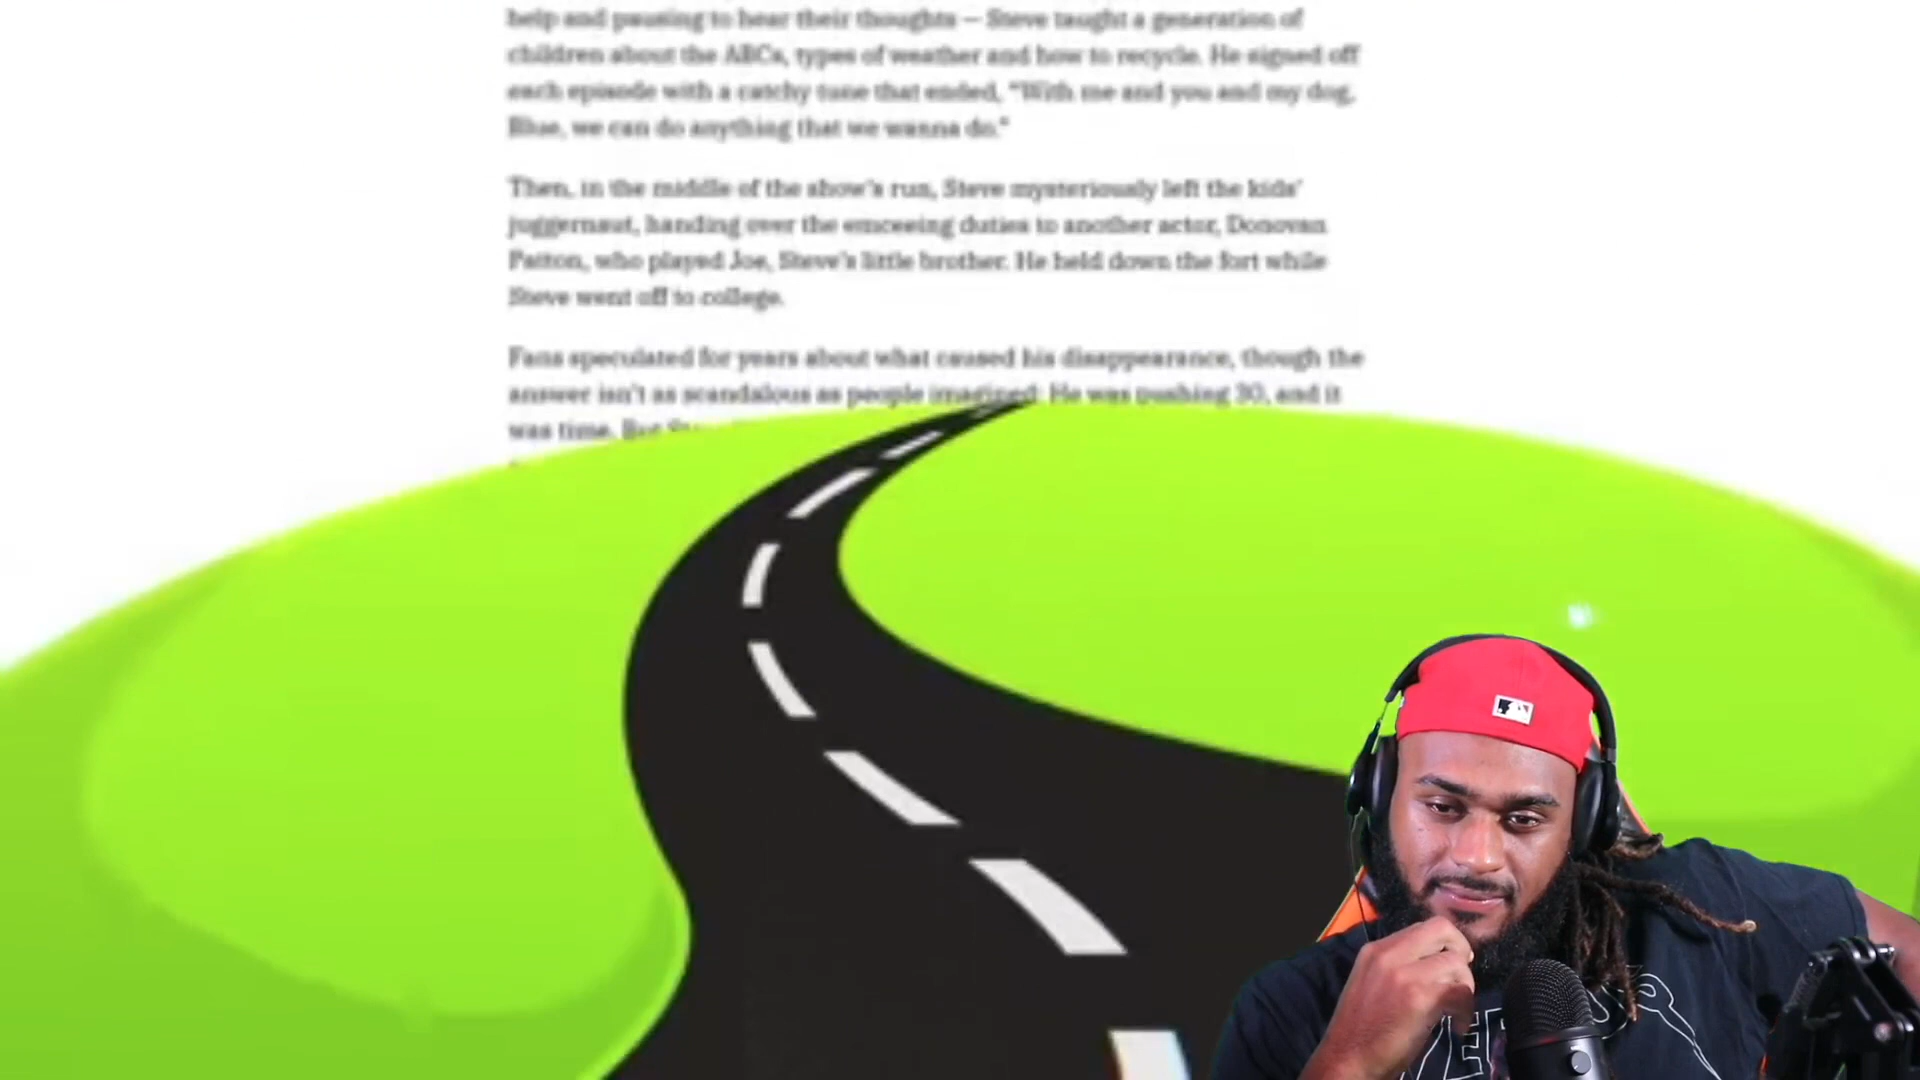 help and pausing to hear their thoughts — Steve taught a generation of
children about the ABCs, types of weather and how to recycle. He signed off
each episode with a catchy tune that ended, "With me and you and my dog,
Blue, we can do anything that we wanna do."
Then, in the middle of the show's run, Steve mysteriously left the kids'
juggernaut, handing over the emceeing duties to another actor, Donovan
Patton, who played Joe, Steve's little brother. He held down the fort while
Steve went off to college.
Fans speculated for years about what caused his disappearance, though the
answer isn't as scandalous as people imagined: He was pushing 30, and it
was time. But